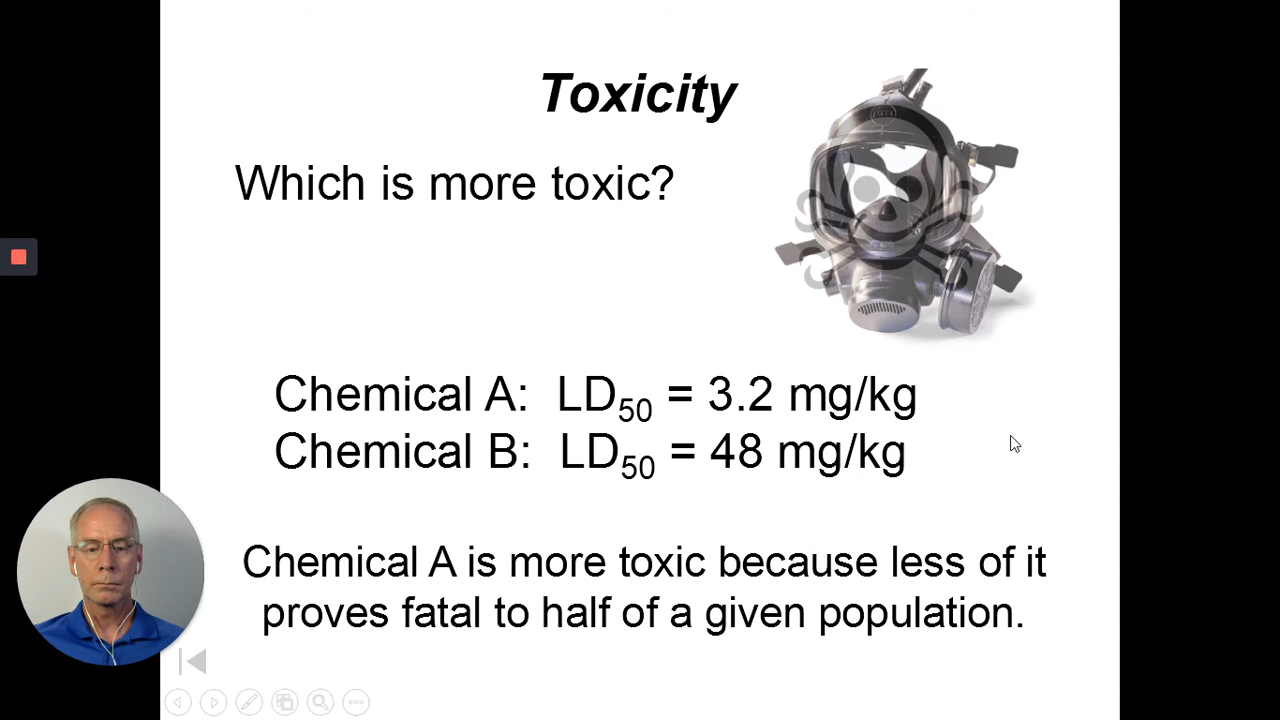 Toxicity
Which is more toxic?
Chemical A: LD₅₀ = 3.2 mg/kg
Chemical B: LD₅₀ = 48 mg/kg
Chemical A is more toxic because less of it
proves fatal to half of a given population.